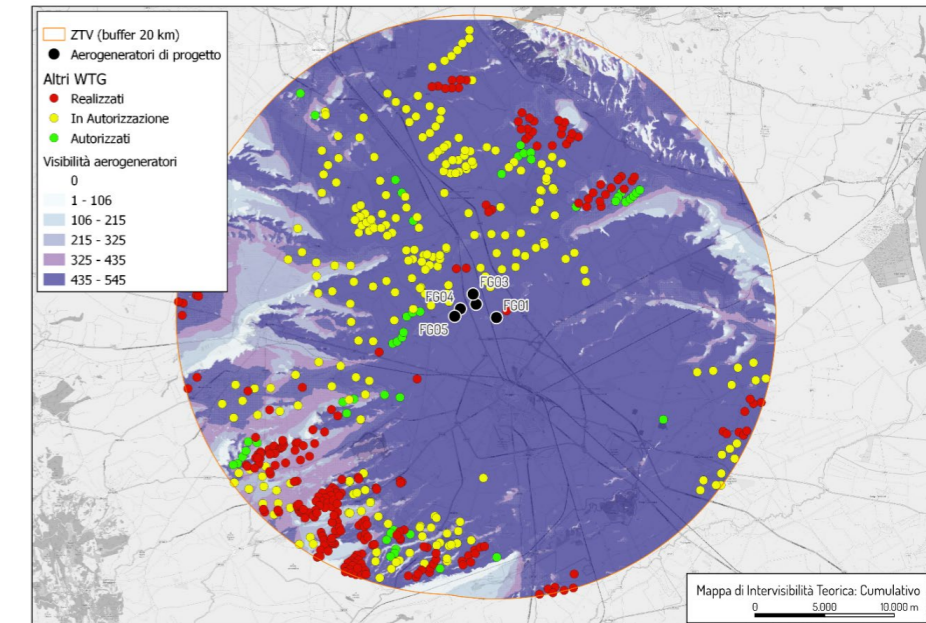 ZTV (buffer 20 km)
Aerogeneratori di progetto
Altri WTG
Realizzati
In Autorizzazione
Autorizzati
Visibilità aerogeneratori
0
1 - 106
106 - 215
215 - 325
325 - 435
435 - 545
FG03
FG04
FG01
FG05
Mappa di Intervisibilità Teorica: Cumulativo
0 5.000 10.000 m